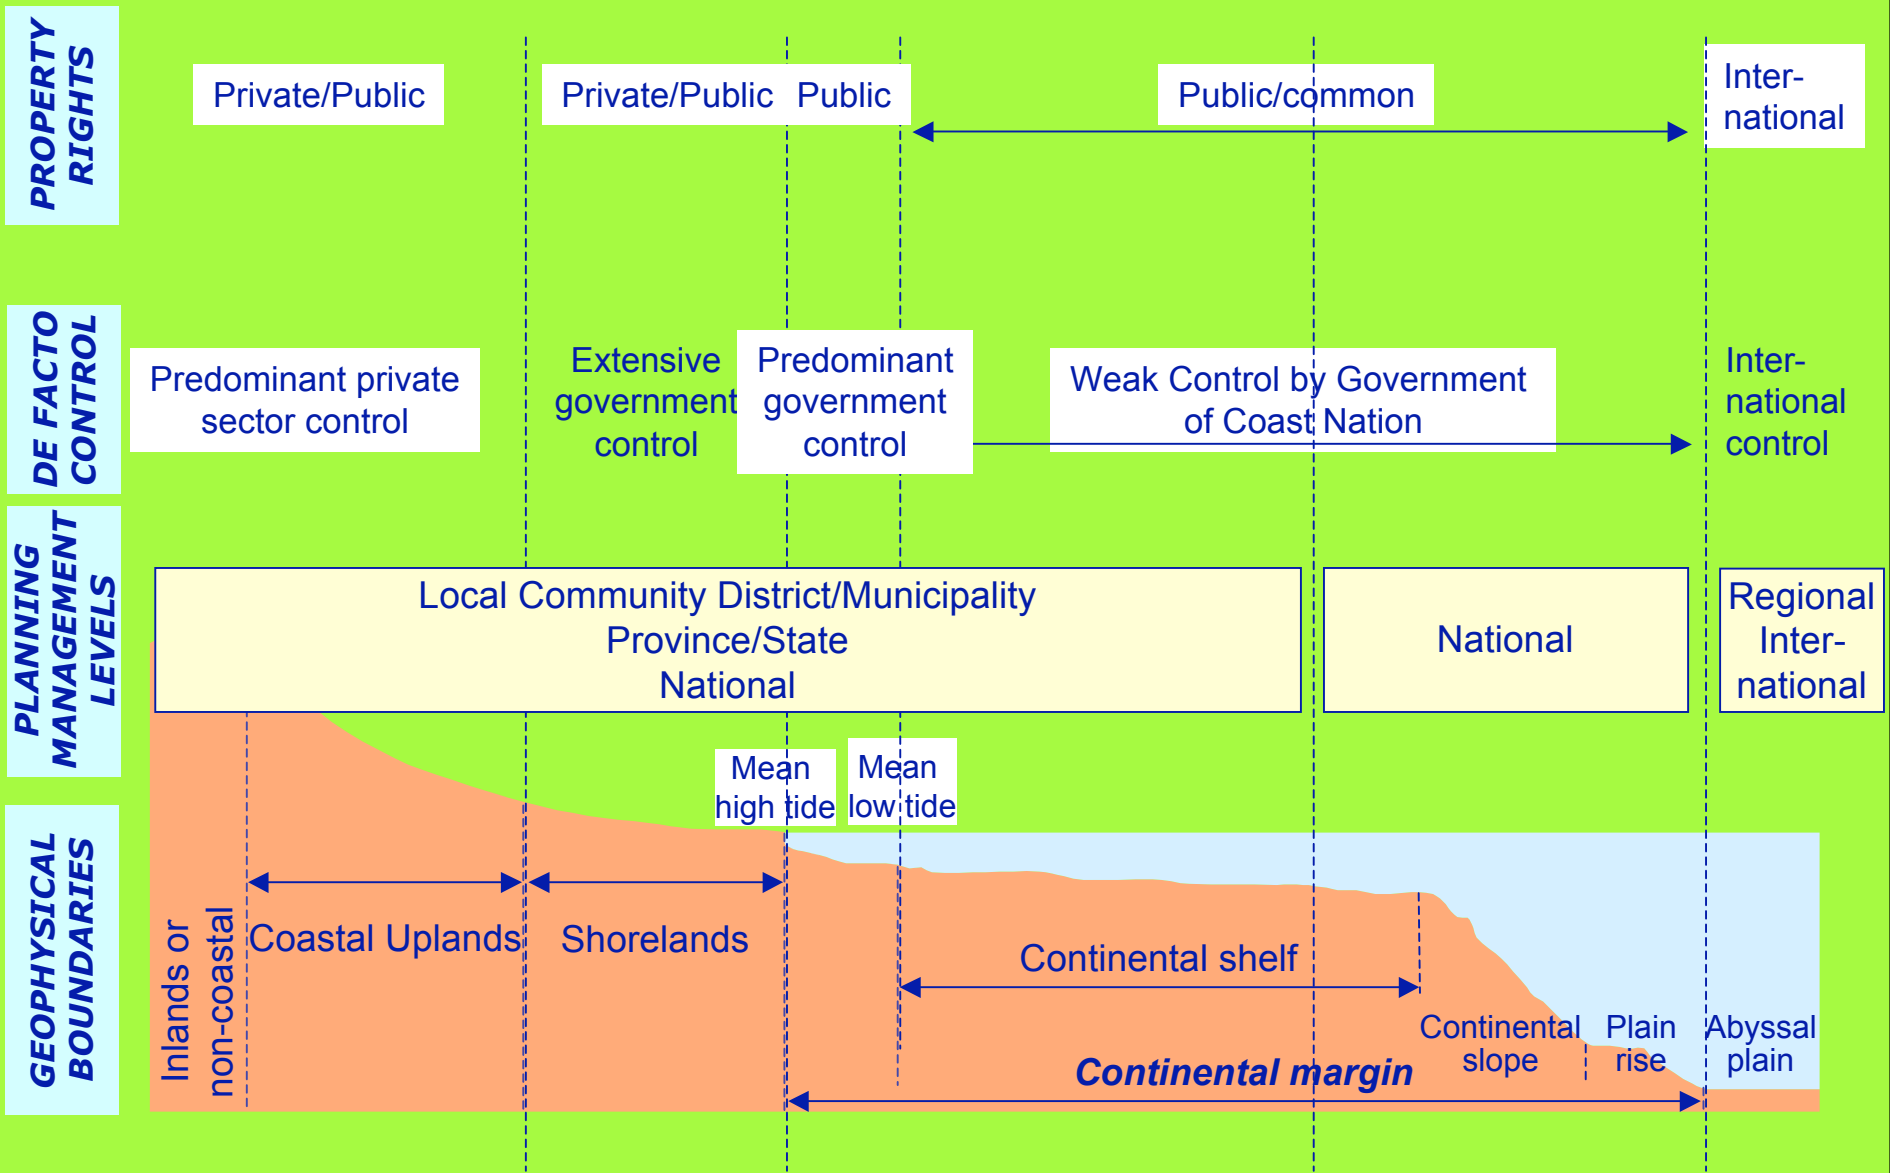 PROPERTY
RIGHTS
Private/Public
Private/Public Public
Public/common
Inter-
national
DE FACTO
CONTROL
Predominant private
sector control
Extensive
government
control
Predominant
government
control
Weak Control by Government
of Coast Nation
Inter-
national
control
PLANNING
MANAGEMENT
LEVELS
Local Community District/Municipality
Province/State
National
National
Regional
Inter-
national
Mean
high tide
Mean
low tide
GEOPHYSICAL
BOUNDARIES
Inlands or
non-coastal
Coastal Uplands
Shorelands
Continental shelf
Continental
slope
Plain
rise
Abyssal
plain
Continental margin